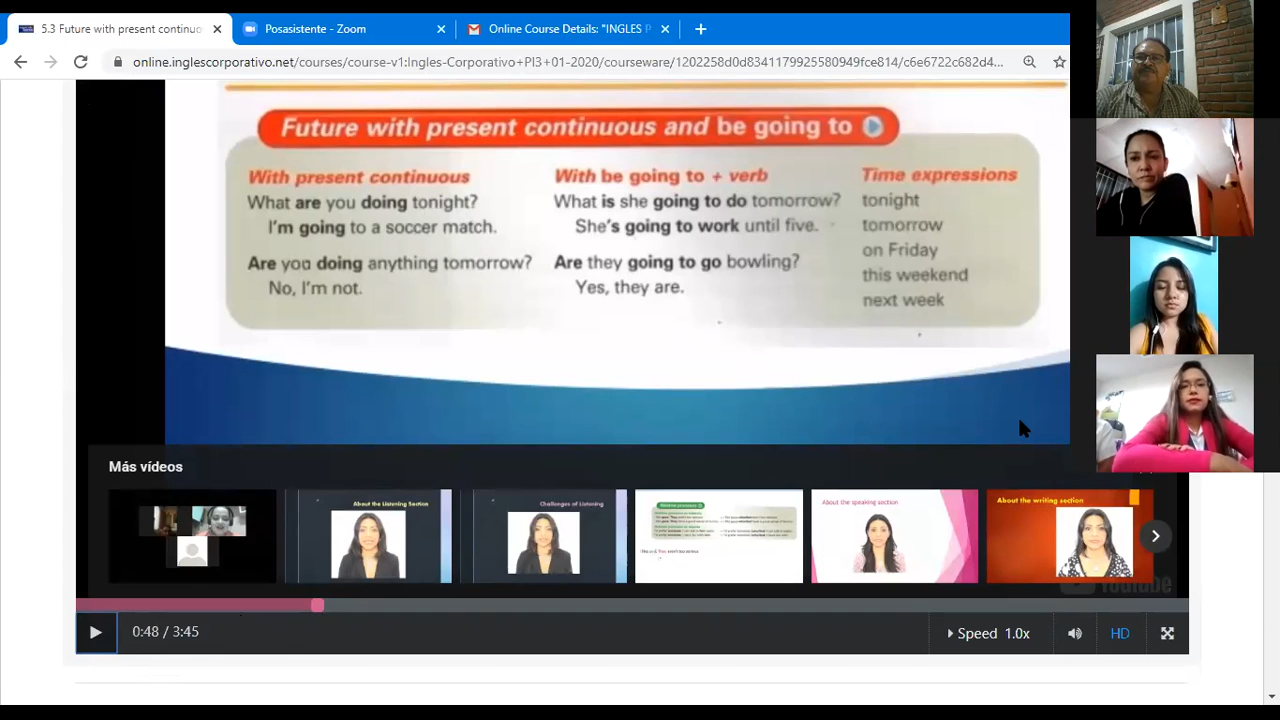 5.3 Future with present continuo
Posasistente - Zoom
Online Course Details: "INGLES P
online.inglescorporativo.net/courses/course-v1:Ingles-Corporativo+PI3+01-2020/courseware/1202258d0d8341179925580949fce814/c6e6722c682d4...
Future with present continuous and be going to
With present continuous
What are you doing tonight?
I'm going to a soccer match.
Are you doing anything tomorrow?
No, I'm not.
With be going to + verb
What is she going to do tomorrow?
She's going to work until five.
Are they going to go bowling?
Yes, they are.
Time expressions
tonight
tomorrow
on Friday
this weekend
next week
Más vídeos
About the Listening Section
Challenges of Listening
About the speaking section
About the writing section
YouTube
0:48 / 3:45
Speed 1.0x
HD